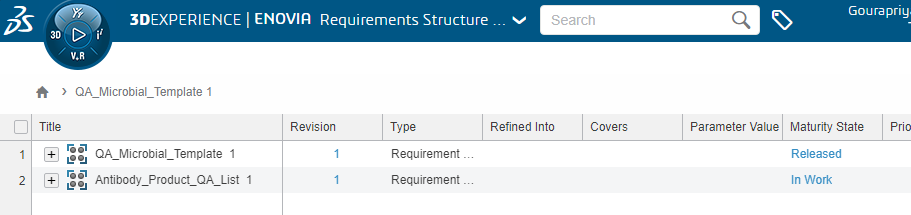 3DEXPERIENCE | ENOVIA Requirements Structure ... Search Gourapriy
3D V.R
QA_Microbial_Template 1
Title Revision Type Refined Into Covers Parameter Value Maturity State Prio
1 QA_Microbial_Template 1 1 Requirement ... Released
2 Antibody_Product_QA_List 1 1 Requirement ... In Work